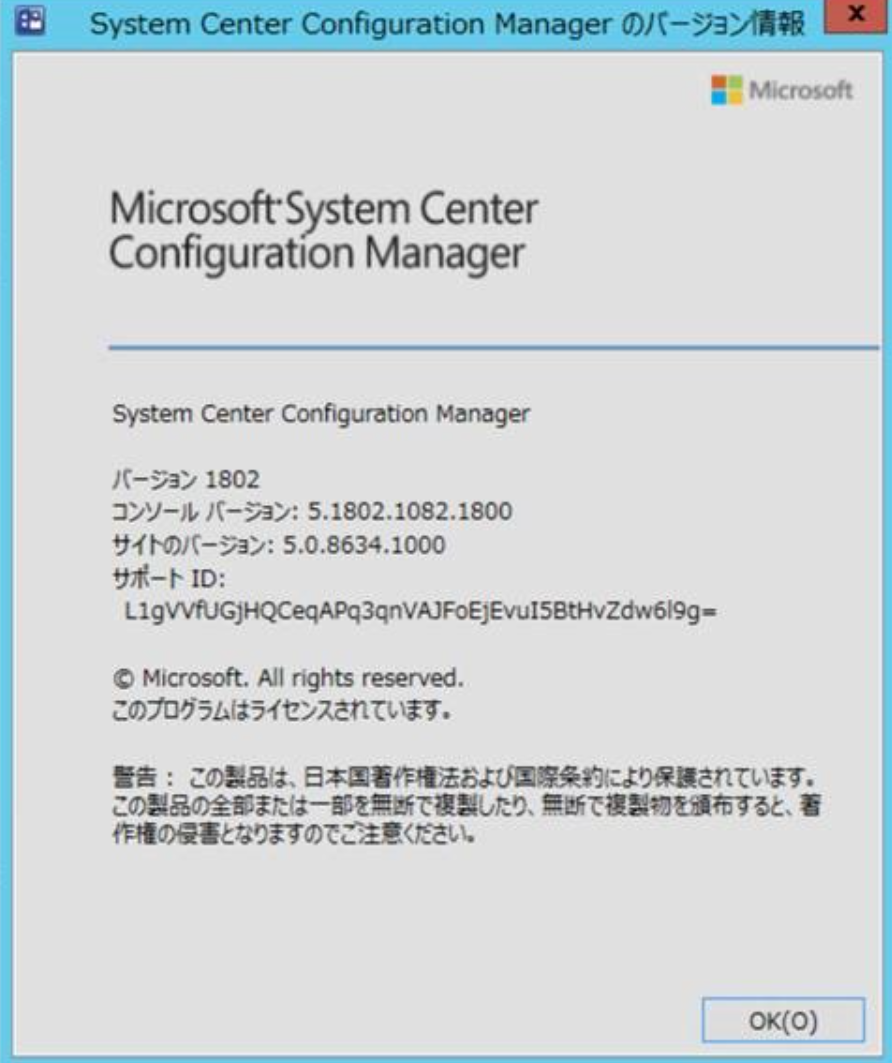 System Center Configuration Manager のバージョン情報
x
Microsoft
Microsoft System Center
Configuration Manager
System Center Configuration Manager
バージョン 1802
コンソール バージョン: 5.1802.1082.1800
サイトのバージョン: 5.0.8634.1000
サポート ID:
L1gVVfUGjHQCeqAPq3qnVAJFoEjEvuI5BtHvZdw6l9g=
© Microsoft. All rights reserved.
このプログラムはライセンスされています。
警告： この製品は、日本国著作権法および国際条約により保護されています。
この製品の全部または一部を無断で複製したり、無断で複製物を頒布すると、著
作権の侵害となりますのでご注意ください。
OK(O)